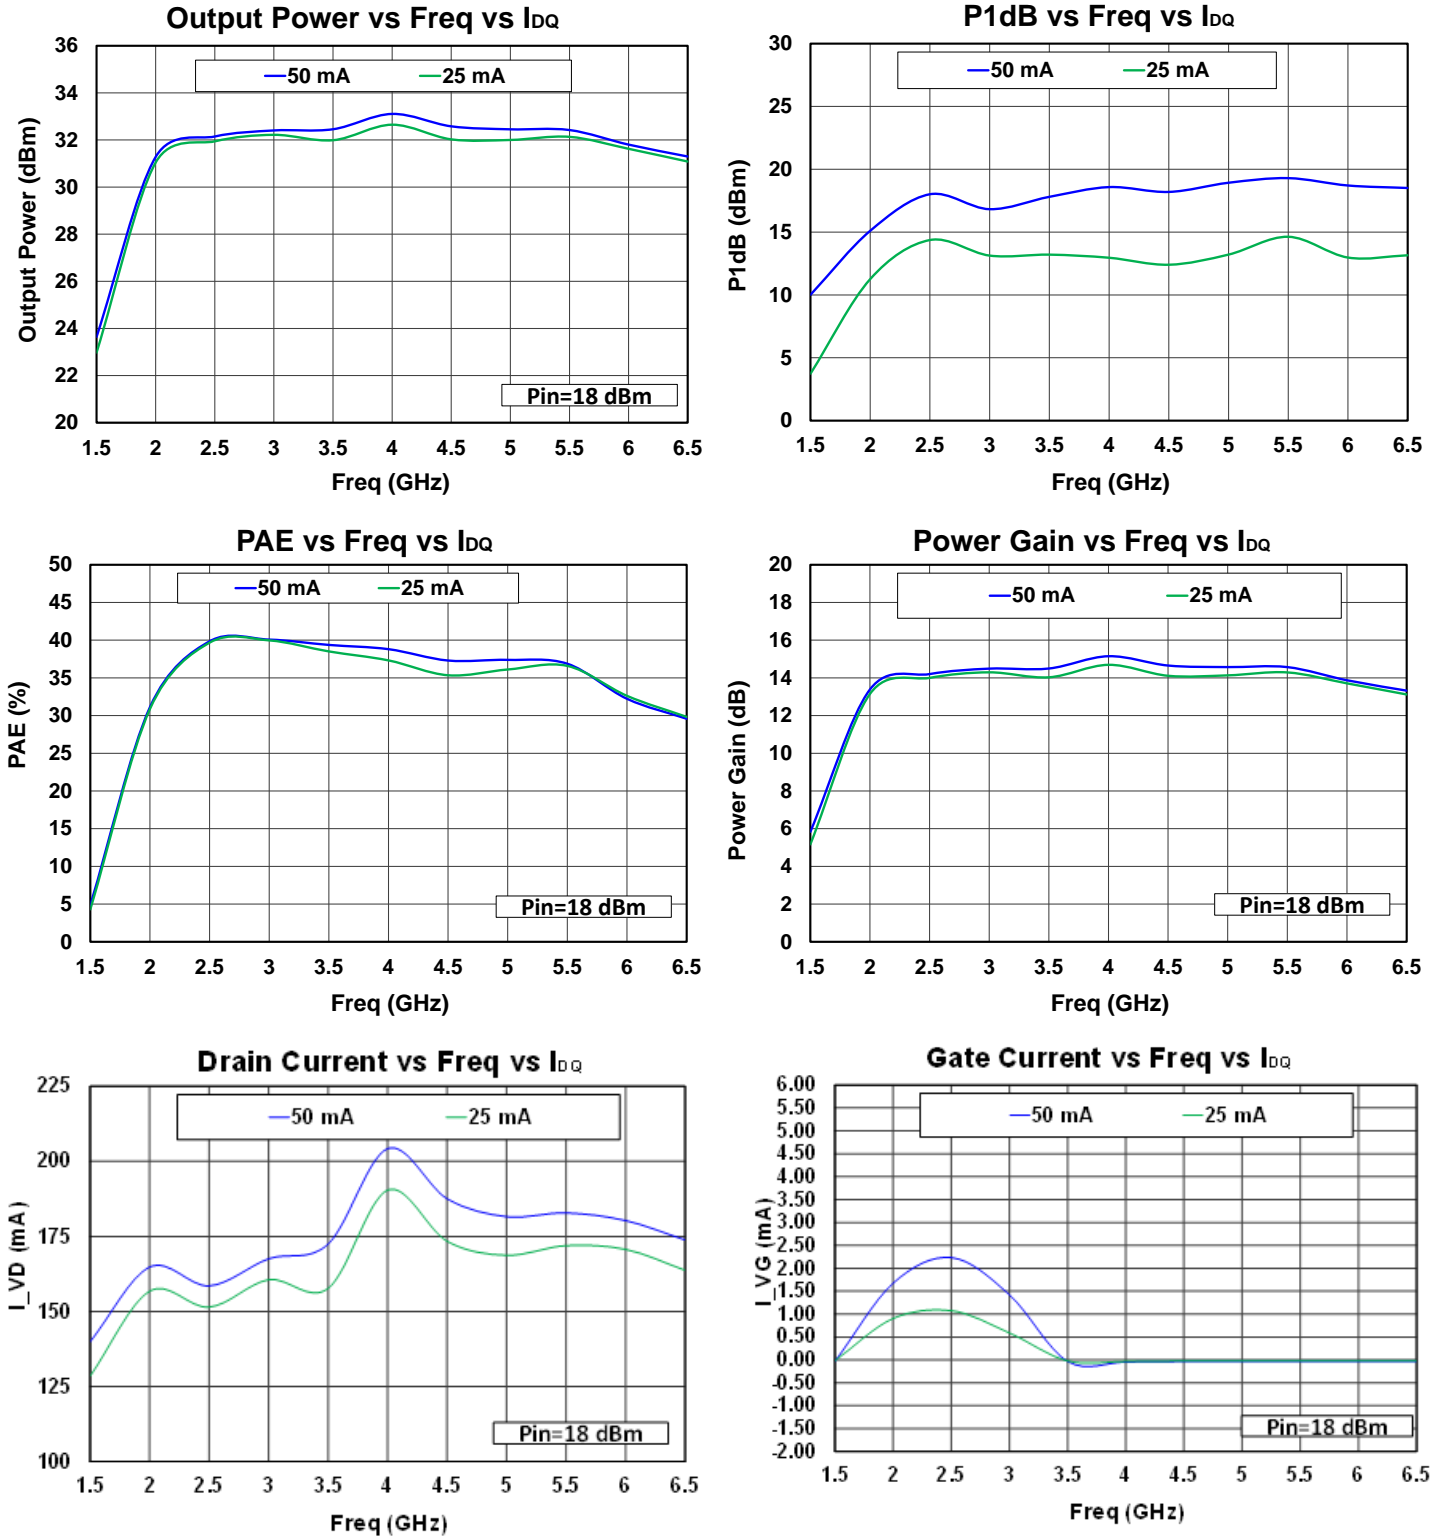 Output Power vs Freq vs IDQ
36
34
32
30
28
26
24
22
20
Output Power (dBm)
50 mA
25 mA
Pin=18 dBm
1.5 2 2.5 3 3.5 4 4.5 5 5.5 6 6.5
Freq (GHz)
P1dB vs Freq vs IDQ
30
25
20
15
10
5
0
P1dB (dBm)
50 mA
25 mA
1.5 2 2.5 3 3.5 4 4.5 5 5.5 6 6.5
Freq (GHz)
PAE vs Freq vs IDQ
50
45
40
35
30
25
20
15
10
5
0
PAE (%)
50 mA
25 mA
Pin=18 dBm
1.5 2 2.5 3 3.5 4 4.5 5 5.5 6 6.5
Freq (GHz)
Power Gain vs Freq vs IDQ
20
18
16
14
12
10
8
6
4
2
0
Power Gain (dB)
50 mA
25 mA
Pin=18 dBm
1.5 2 2.5 3 3.5 4 4.5 5 5.5 6 6.5
Freq (GHz)
Drain Current vs Freq vs IDQ
225
200
175
150
125
100
I_VD (mA)
50 mA
25 mA
Pin=18 dBm
1.5 2 2.5 3 3.5 4 4.5 5 5.5 6 6.5
Freq (GHz)
Gate Current vs Freq vs IDQ
6.00
5.50
5.00
4.50
4.00
3.50
3.00
2.50
2.00
1.50
1.00
0.50
0.00
-0.50
-1.00
-1.50
-2.00
I_VG (mA)
50 mA
25 mA
Pin=18 dBm
1.5 2 2.5 3 3.5 4 4.5 5 5.5 6 6.5
Freq (GHz)